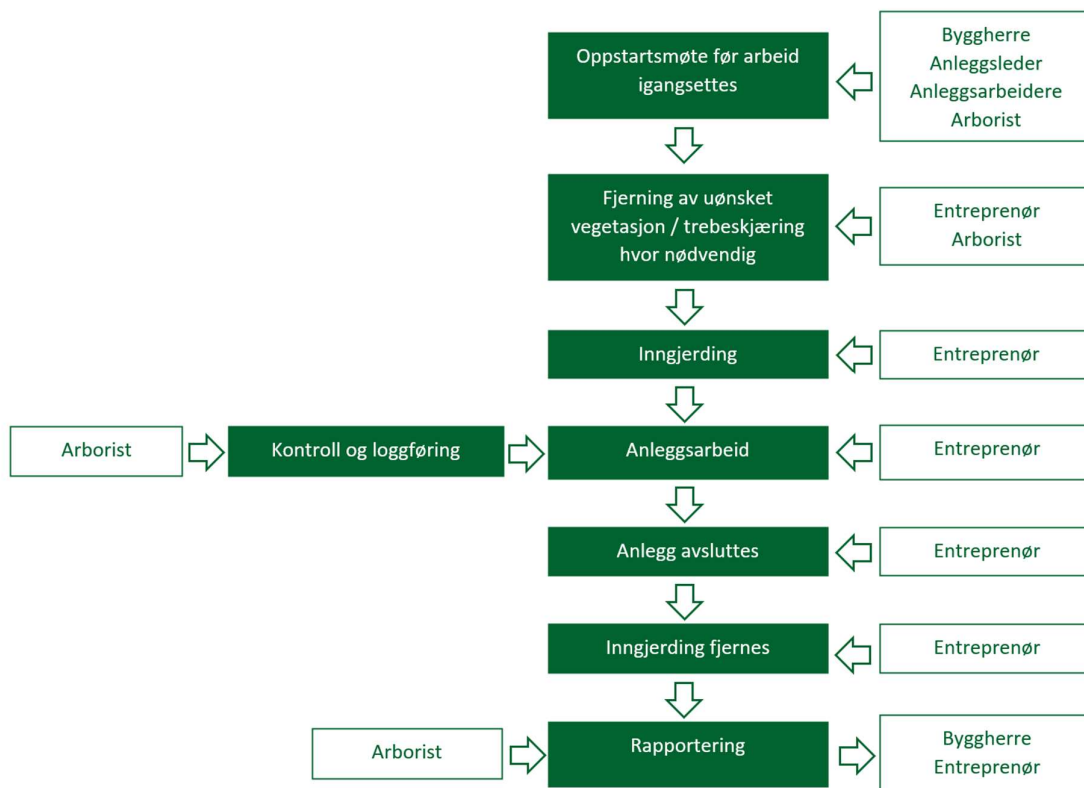 Oppstartsmøte før arbeid
igangsettes
Byggherre
Anleggsleder
Anleggsarbeidere
Arborist
Fjerning av uønsket
vegetasjon / trebeskjæring
hvor nødvendig
Entreprenør
Arborist
Inngjerding
Entreprenør
Arborist
Kontroll og loggføring
Anleggsarbeid
Entreprenør
Anlegg avsluttes
Entreprenør
Inngjerding fjernes
Entreprenør
Arborist
Rapportering
Byggherre
Entreprenør